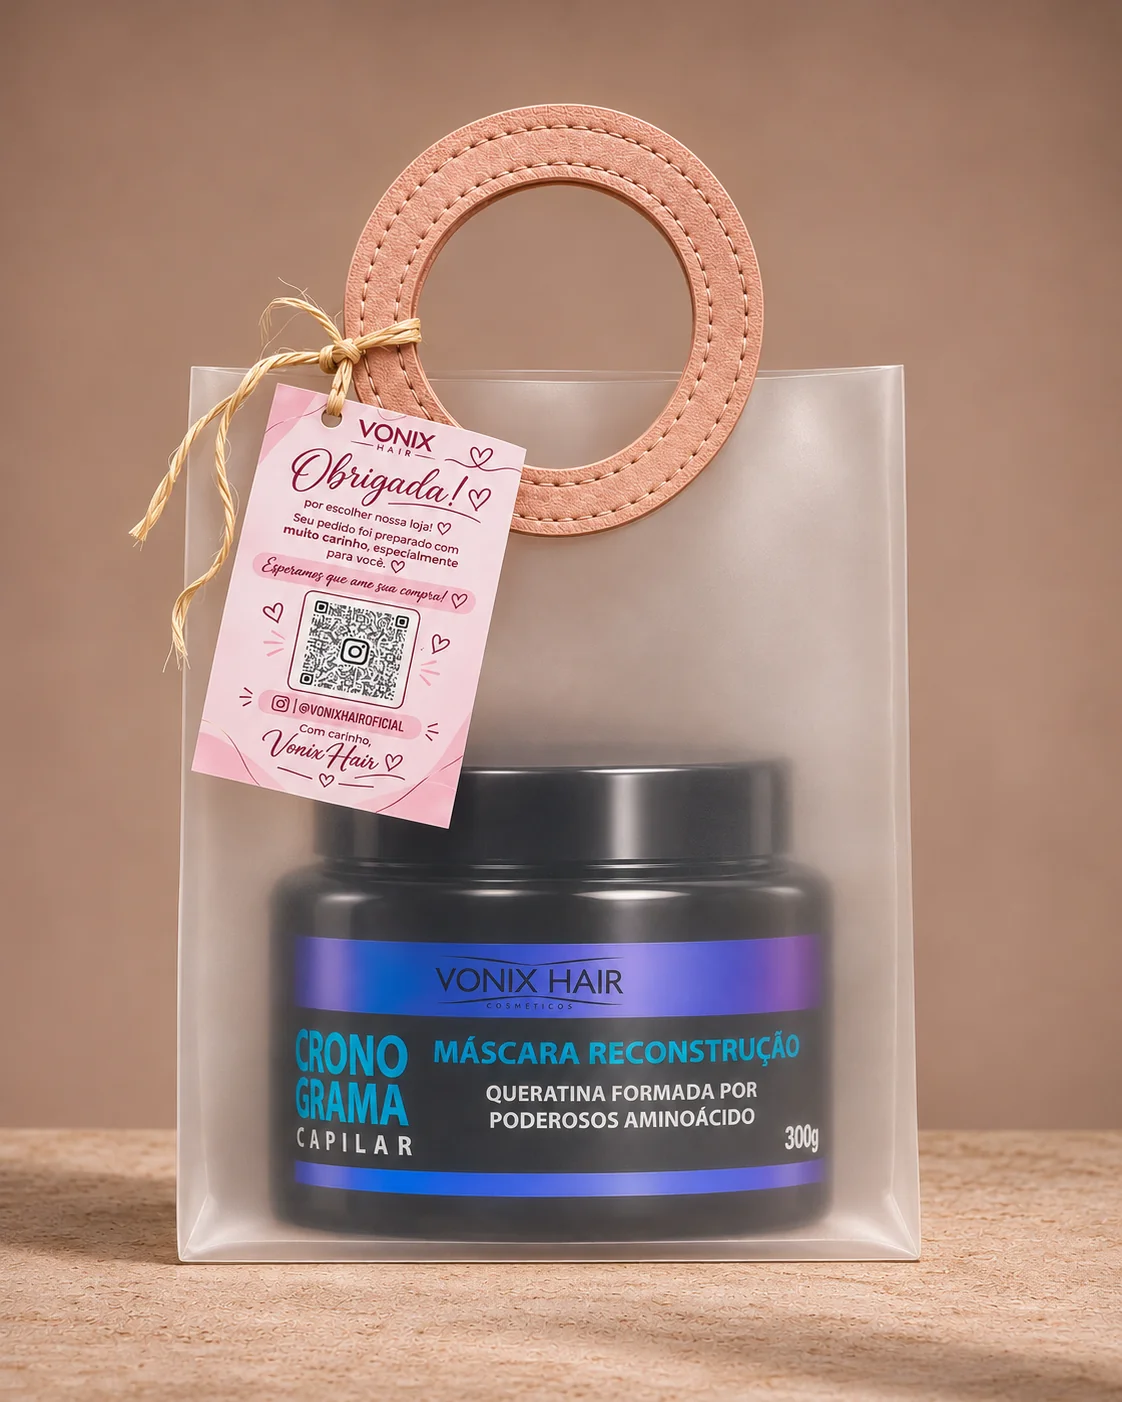 VONIX
HAIR
Obrigada!
por escolher nossa loja!
Seu pedido foi preparado com
muito carinho, especialmente
para você.
Esperamos que ame sua compra!
@VONIXHAIROFICIAL
Com carinho,
Vonix Hair
VONIX HAIR
COSMÉTICOS
CRONO
GRAMA
CAPILAR
MÁSCARA RECONSTRUÇÃO
QUERATINA FORMADA POR
PODEROSOS AMINOÁCIDO
300g